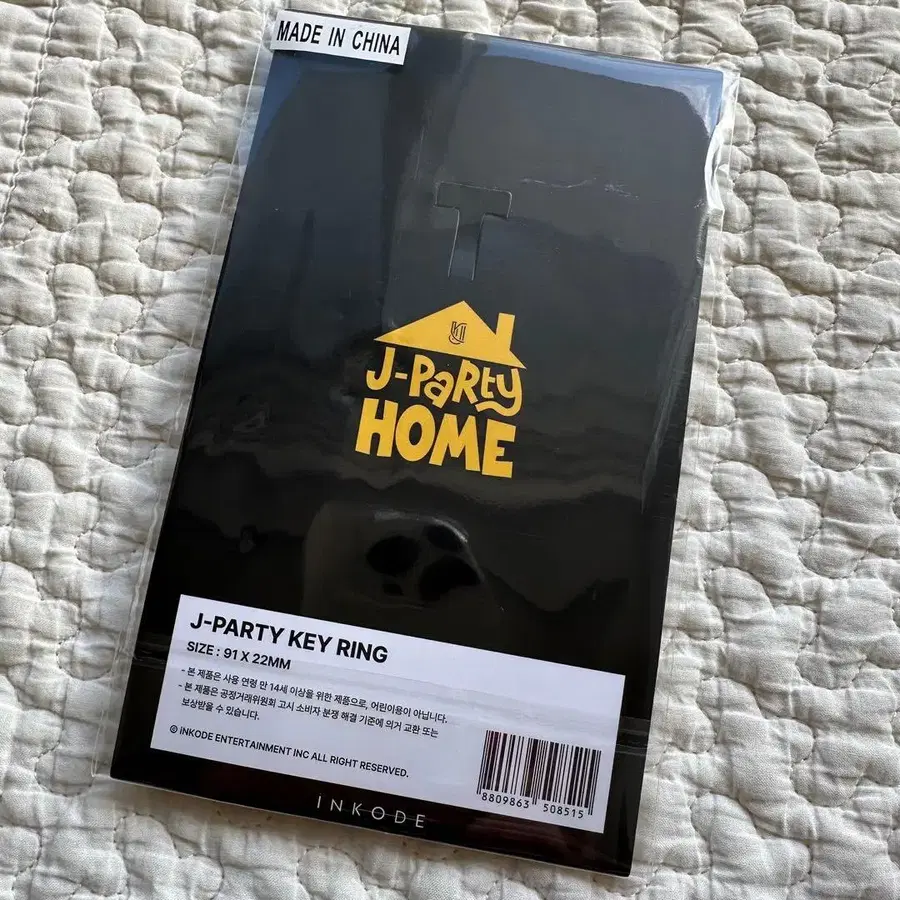 MADE IN CHINA
J-PARTY
HOME
J-PARTY KEY RING
SIZE : 91 X 22MM
- 본 제품은 사용 연령 만 14세 이상을 위한 제품으로, 어린이용이 아닙니다.
- 본 제품은 공정거래위원회 고시 소비자 분쟁 해결 기준에 의거 교환 또는
보상받을 수 있습니다.
© INKODE ENTERTAINMENT INC ALL RIGHT RESERVED.
8809863 508515
INKODE